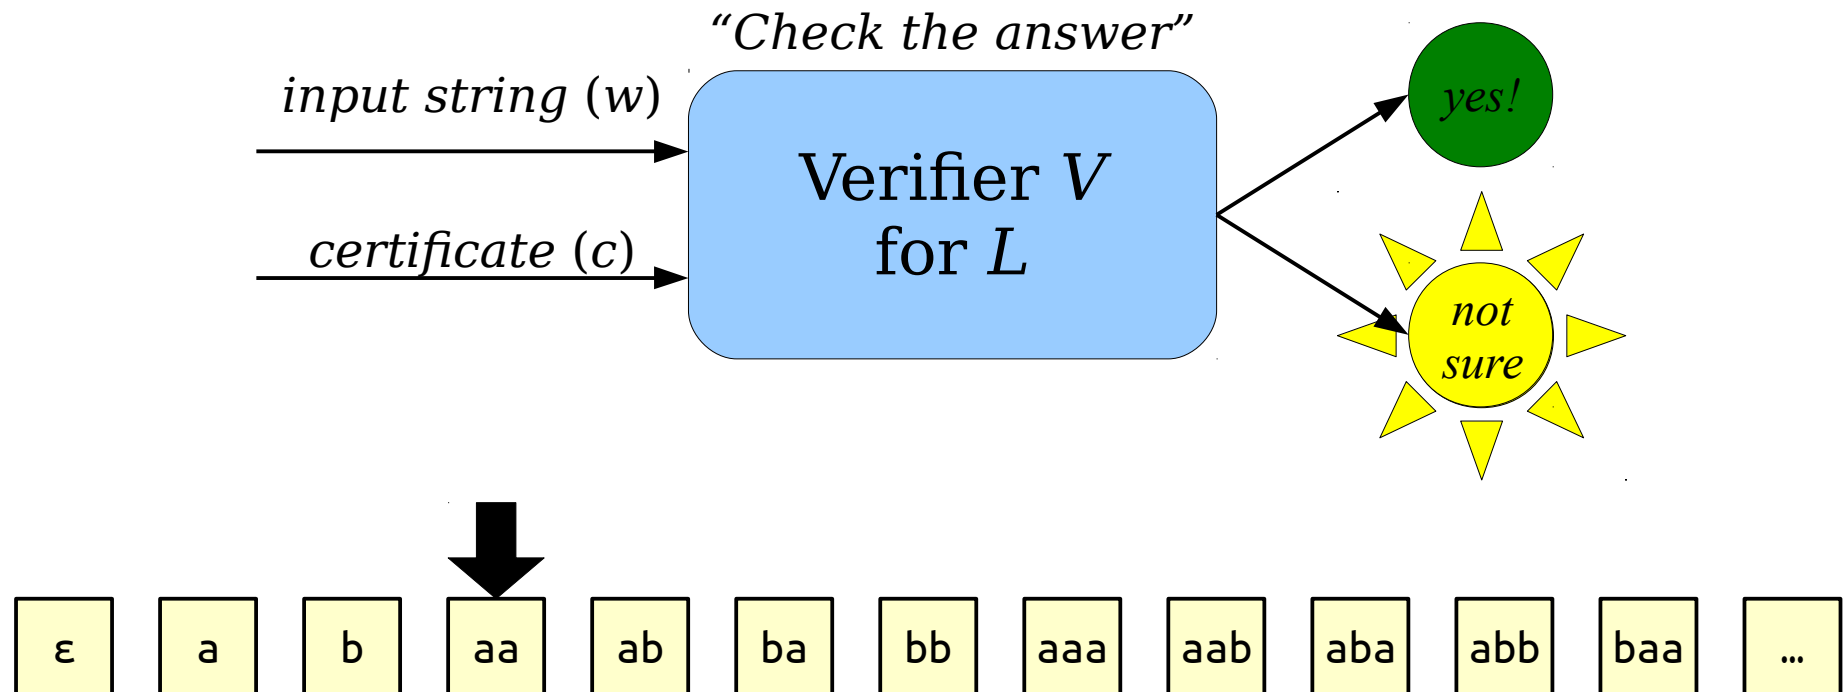 “Check the answer”
input string (w)
certificate (c)
Verifier V
for L
yes!
not
sure
ε a b aa ab ba bb aaa aab aba abb baa ...